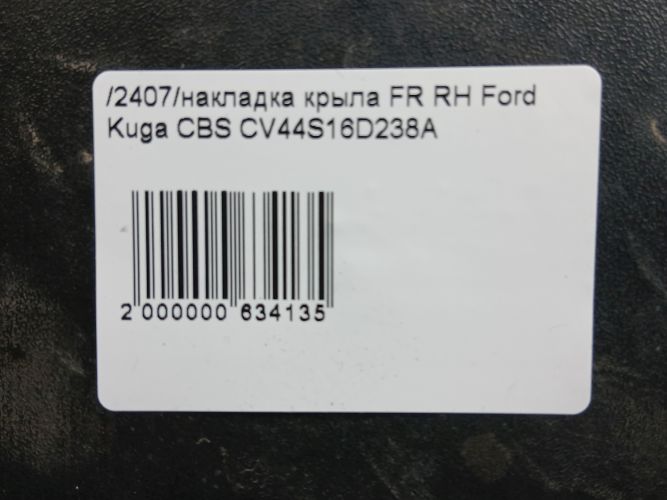 /2407/накладка крыла FR RH Ford
Kuga CBS CV44S16D238A
2 000000 634135